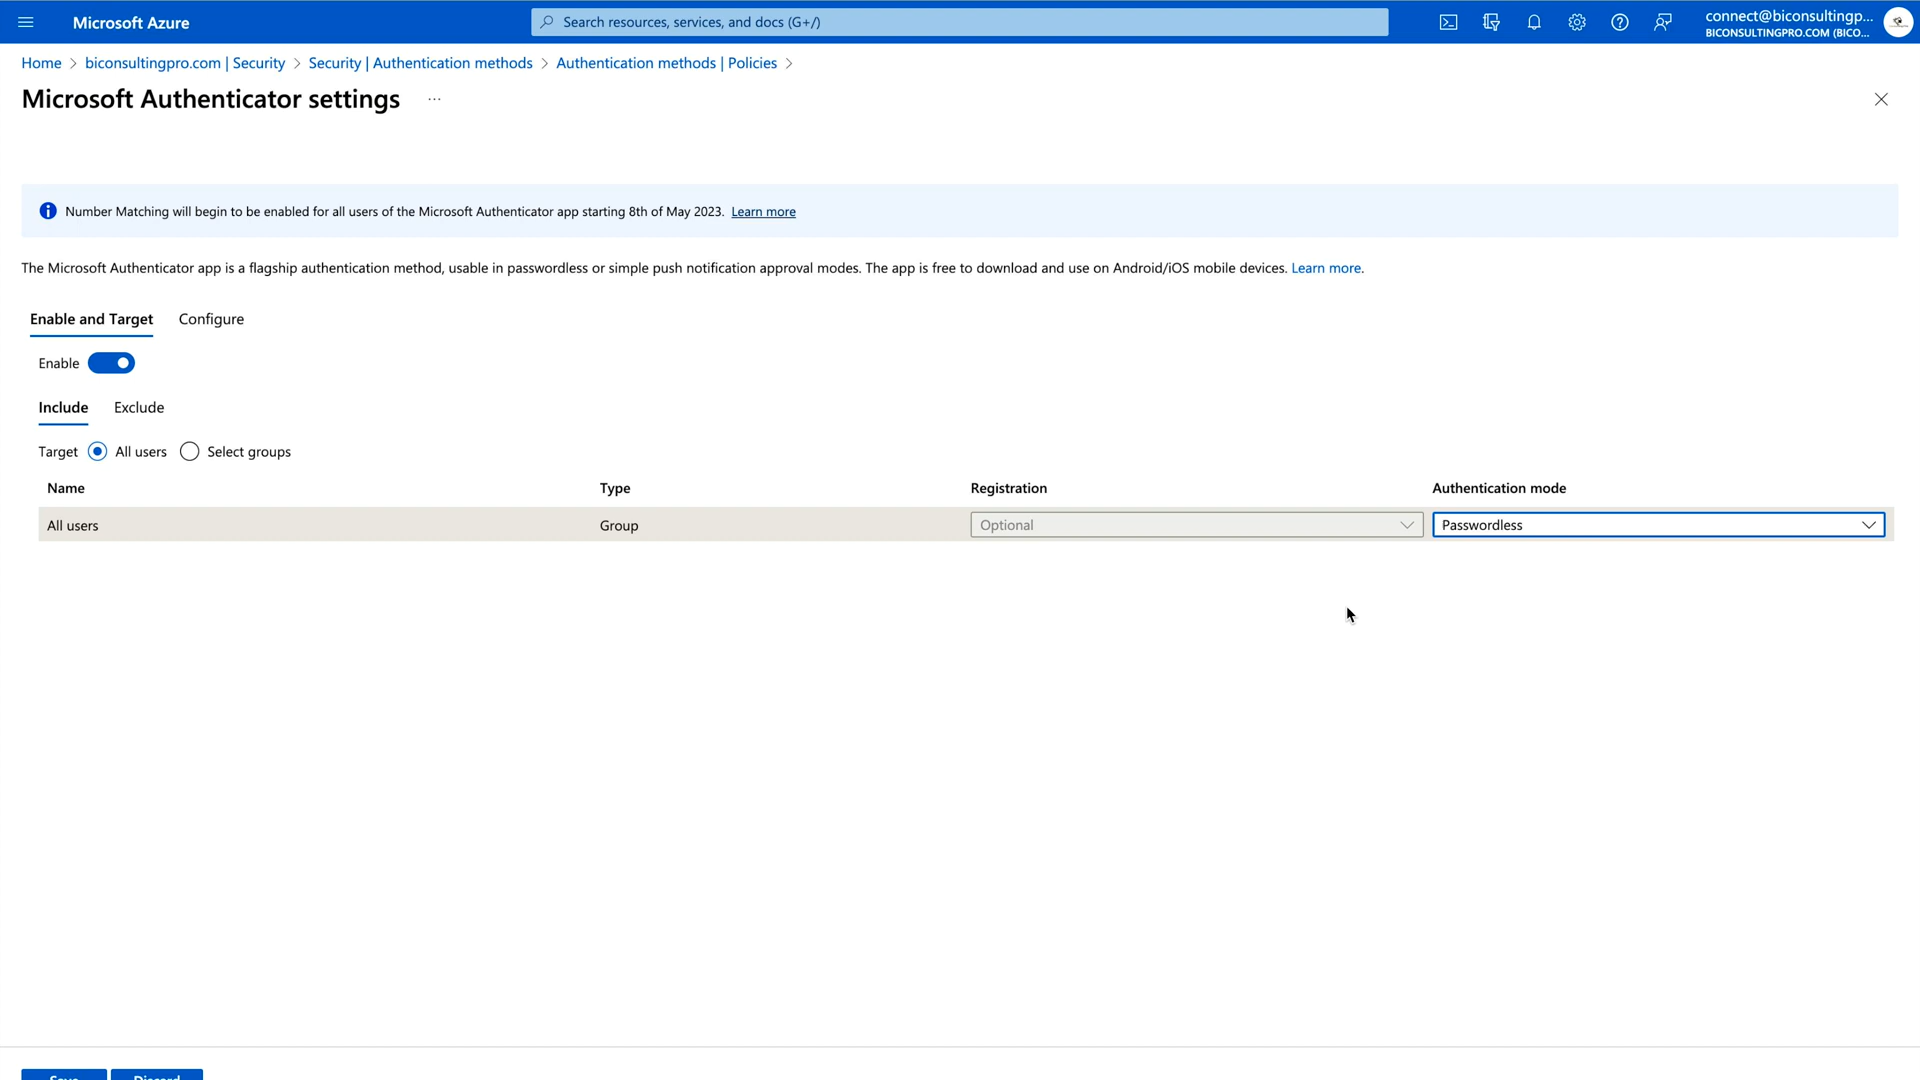 Microsoft Azure
Search resources, services, and docs (G+/)
connect@biconsultingp...
BICONSULTINGPRO.COM (BICO...
Home > biconsultingpro.com | Security > Security | Authentication methods > Authentication methods | Policies >
Microsoft Authenticator settings ...
Number Matching will begin to be enabled for all users of the Microsoft Authenticator app starting 8th of May 2023. Learn more
The Microsoft Authenticator app is a flagship authentication method, usable in passwordless or simple push notification approval modes. The app is free to download and use on Android/iOS mobile devices. Learn more.
Enable and Target Configure
Enable
Include Exclude
Target All users Select groups
Name Type Registration Authentication mode
All users Group Optional Passwordless
Save Discard